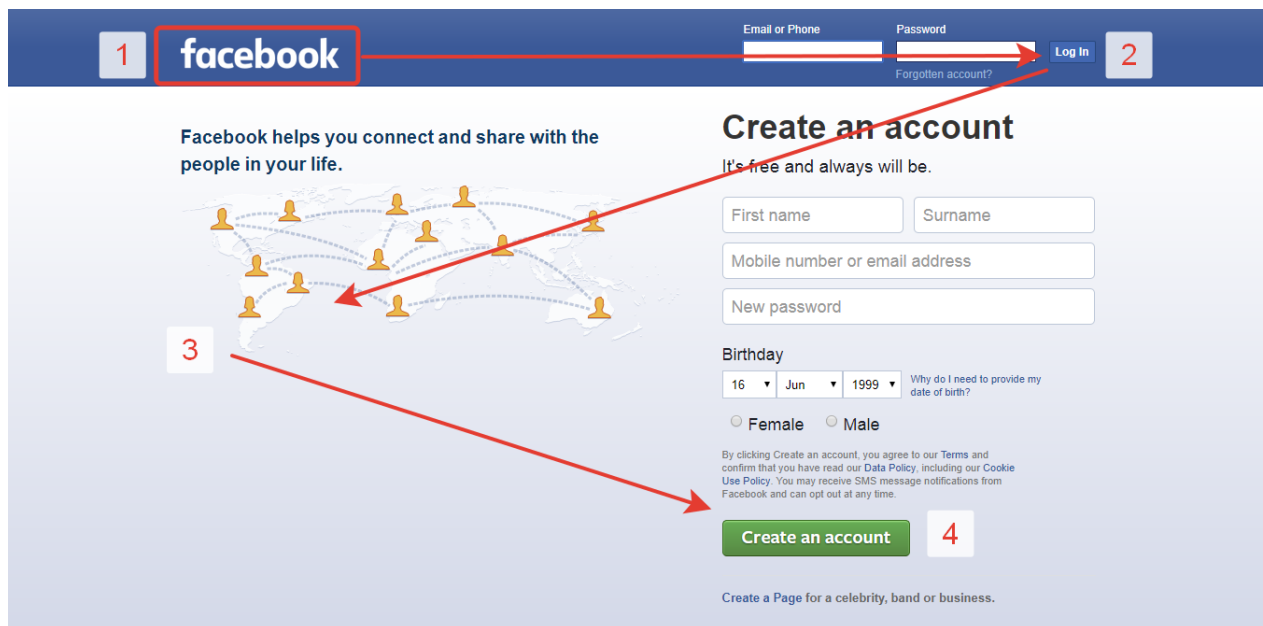 Email or Phone
Password
1
facebook
Log In
2
Forgotten account?
Facebook helps you connect and share with the
people in your life.
3
Create an account
It's free and always will be.
First name
Surname
Mobile number or email address
New password
Birthday
16
Jun
1999
Why do I need to provide my
date of birth?
Female
Male
By clicking Create an account, you agree to our Terms and
confirm that you have read our Data Policy, including our Cookie
Use Policy. You may receive SMS message notifications from
Facebook and can opt out at any time.
Create an account
4
Create a Page for a celebrity, band or business.